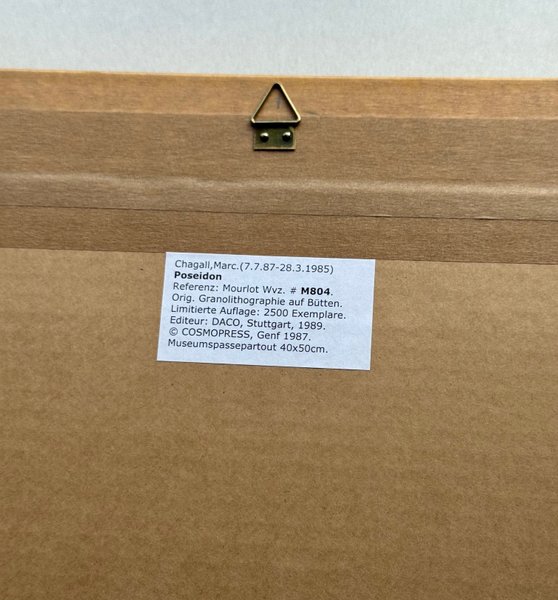 Chagall,Marc.(7.7.87-28.3.1985)
Poseidon
Referenz: Mourlot Wvz. # M804.
Orig. Granolithographie auf Bütten.
Limitierte Auflage: 2500 Exemplare.
Editeur: DACO, Stuttgart, 1989.
© COSMOPRESS, Genf 1987.
Museumspassepartout 40x50cm.